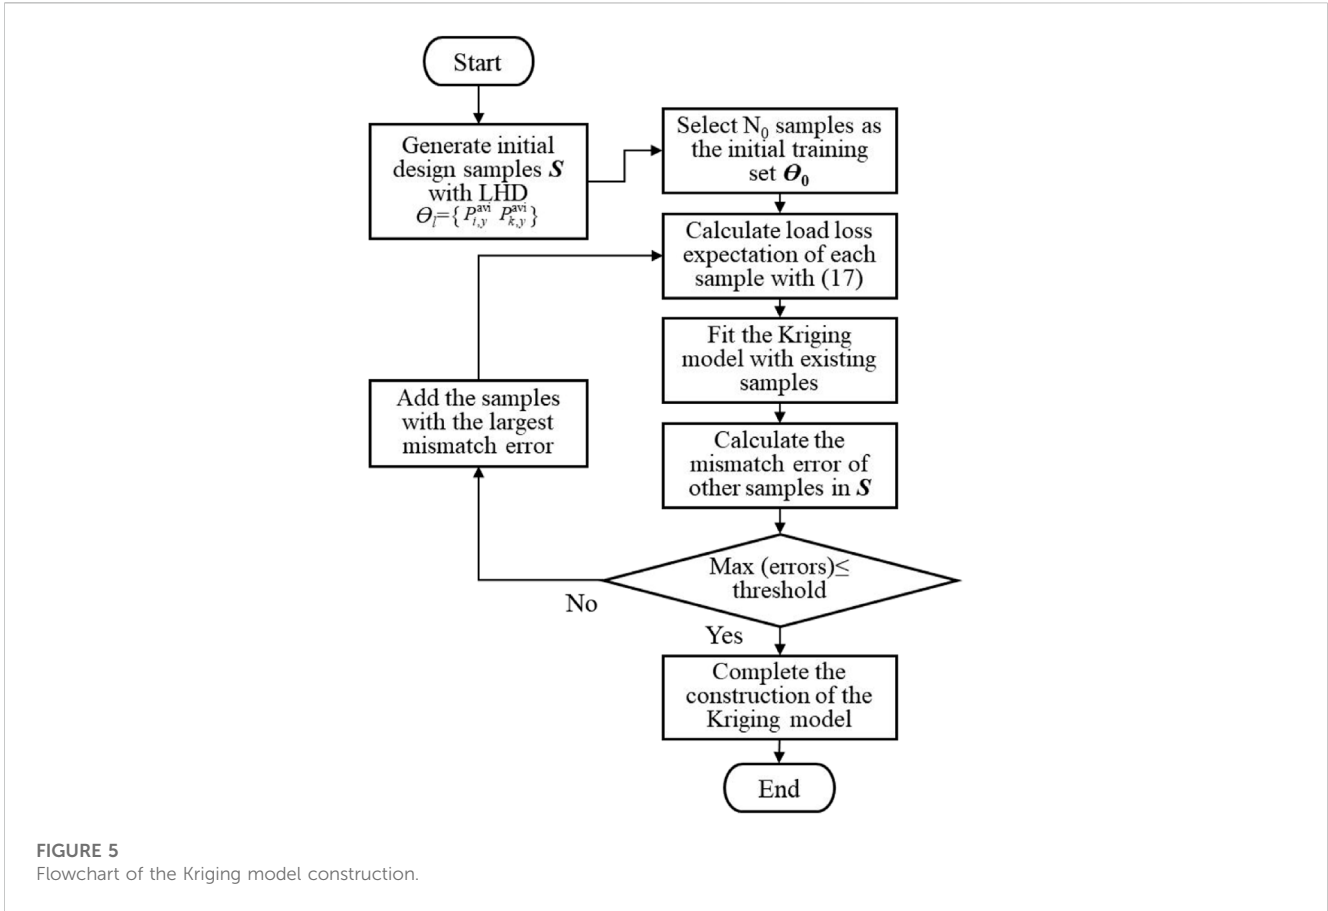 Start
Generate initial
design samples S
with LHD
Θl={ P^avi_i,y P^avi_k,y }
Select N0 samples as
the initial training
set Θ0
Calculate load loss
expectation of each
sample with (17)
Fit the Kriging
model with existing
samples
Calculate the
mismatch error of
other samples in S
Add the samples
with the largest
mismatch error
Max (errors)≤
threshold
No
Yes
Complete the
construction of the
Kriging model
End
FIGURE 5
Flowchart of the Kriging model construction.